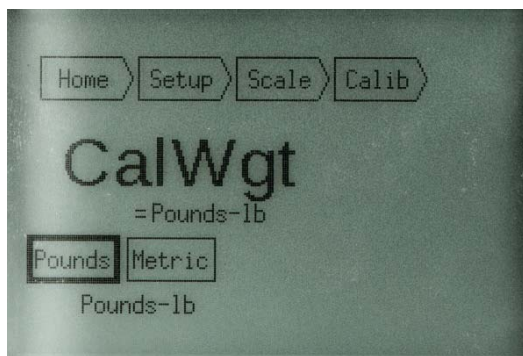 Home Setup Scale Calib
CalWgt
=Pounds-lb
Pounds Metric
Pounds-lb